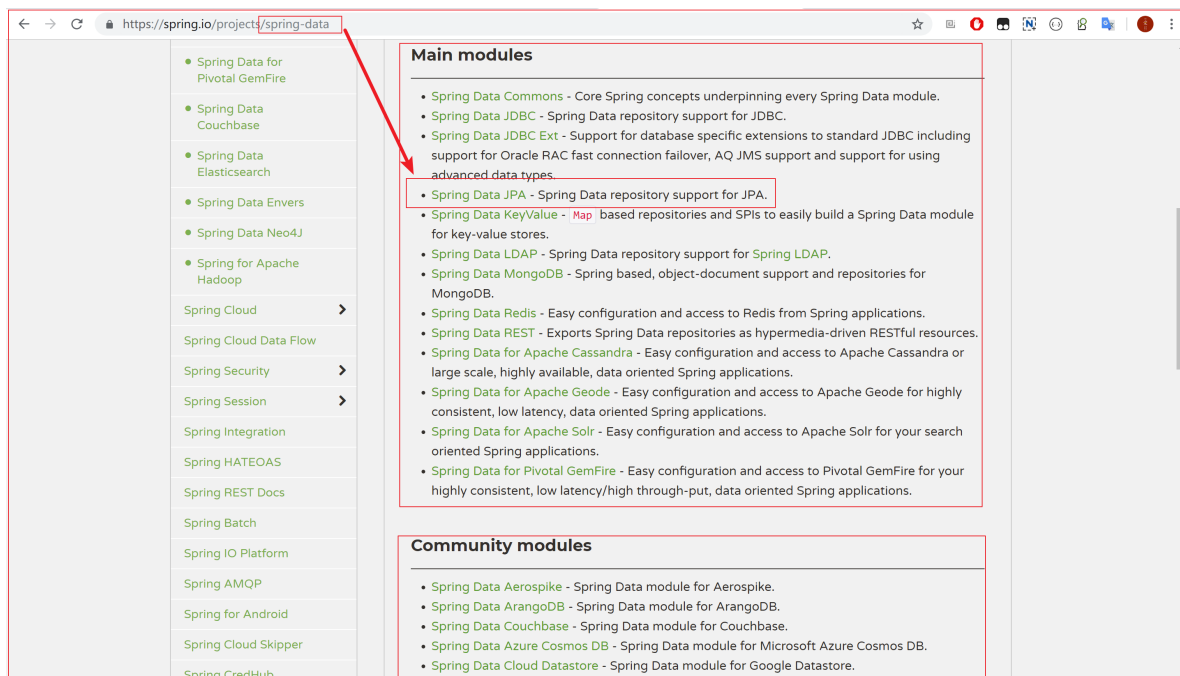 https://spring.io/projects/spring-data
Spring Data for
Pivotal GemFire
Spring Data
Couchbase
Spring Data
Elasticsearch
Spring Data Envers
Spring Data Neo4J
Spring for Apache
Hadoop
Spring Cloud
Spring Cloud Data Flow
Spring Security
Spring Session
Spring Integration
Spring HATEOAS
Spring REST Docs
Spring Batch
Spring IO Platform
Spring AMQP
Spring for Android
Spring Cloud Skipper
Spring CredHub
Main modules
Spring Data Commons - Core Spring concepts underpinning every Spring Data module.
Spring Data JDBC - Spring Data repository support for JDBC.
Spring Data JDBC Ext - Support for database specific extensions to standard JDBC including
support for Oracle RAC fast connection failover, AQ JMS support and support for using
advanced data types.
Spring Data JPA - Spring Data repository support for JPA.
Spring Data KeyValue - Map based repositories and SPIs to easily build a Spring Data module
for key-value stores.
Spring Data LDAP - Spring Data repository support for Spring LDAP.
Spring Data MongoDB - Spring based, object-document support and repositories for
MongoDB.
Spring Data Redis - Easy configuration and access to Redis from Spring applications.
Spring Data REST - Exports Spring Data repositories as hypermedia-driven RESTful resources.
Spring Data for Apache Cassandra - Easy configuration and access to Apache Cassandra or
large scale, highly available, data oriented Spring applications.
Spring Data for Apache Geode - Easy configuration and access to Apache Geode for highly
consistent, low latency, data oriented Spring applications.
Spring Data for Apache Solr - Easy configuration and access to Apache Solr for your search
oriented Spring applications.
Spring Data for Pivotal GemFire - Easy configuration and access to Pivotal GemFire for your
highly consistent, low latency/high through-put, data oriented Spring applications.
Community modules
Spring Data Aerospike - Spring Data module for Aerospike.
Spring Data ArangoDB - Spring Data module for ArangoDB.
Spring Data Couchbase - Spring Data module for Couchbase.
Spring Data Azure Cosmos DB - Spring Data module for Microsoft Azure Cosmos DB.
Spring Data Cloud Datastore - Spring Data module for Google Datastore.